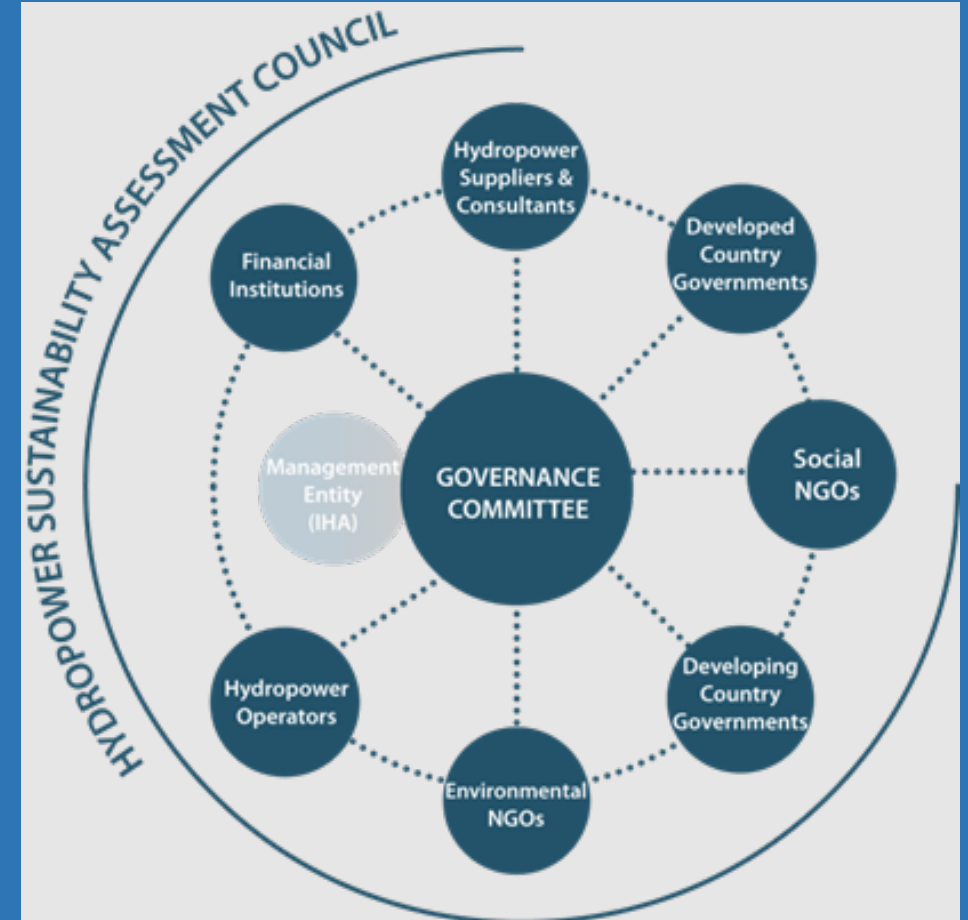 HYDROPOWER SUSTAINABILITY ASSESSMENT COUNCIL
Hydropower
Suppliers &
Consultants
Developed
Country
Governments
Financial
Institutions
Social
NGOs
Management
Entity
(IHA)
GOVERNANCE
COMMITTEE
Developing
Country
Governments
Hydropower
Operators
Environmental
NGOs